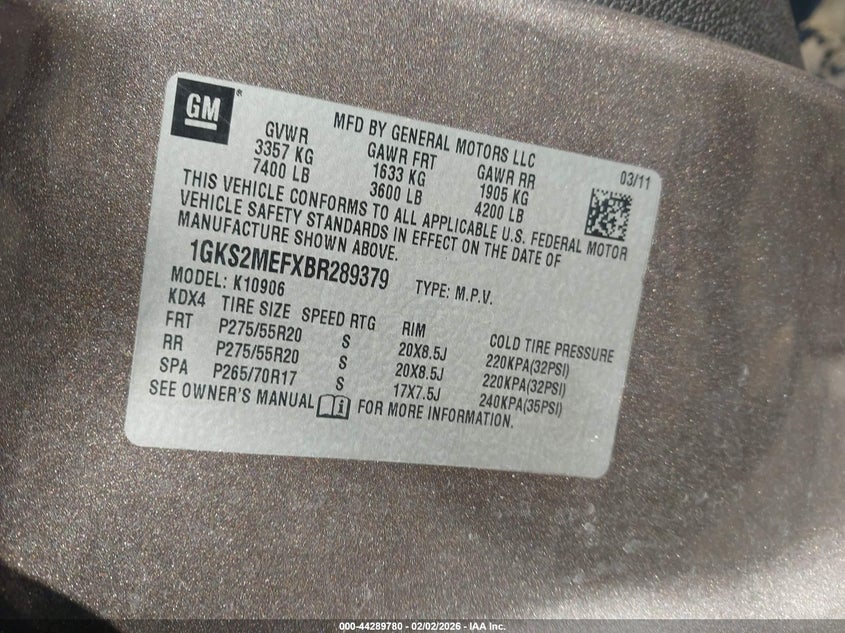 GM
MFD BY GENERAL MOTORS LLC
GVWR GAWR FRT GAWR RR 03/11
3357 KG 1633 KG 1905 KG
7400 LB 3600 LB 4200 LB
THIS VEHICLE CONFORMS TO ALL APPLICABLE U.S. FEDERAL MOTOR
VEHICLE SAFETY STANDARDS IN EFFECT ON THE DATE OF
MANUFACTURE SHOWN ABOVE.
1GKS2MEFXBR289379 TYPE: M.P.V.
MODEL: K10906
KDX4 TIRE SIZE SPEED RTG RIM COLD TIRE PRESSURE
FRT P275/55R20 S 20X8.5J 220KPA(32PSI)
RR P275/55R20 S 20X8.5J 220KPA(32PSI)
SPA P265/70R17 S 17X7.5J 240KPA(35PSI)
SEE OWNER'S MANUAL FOR MORE INFORMATION.
000-44289780 - 02/02/2026 - IAA Inc.